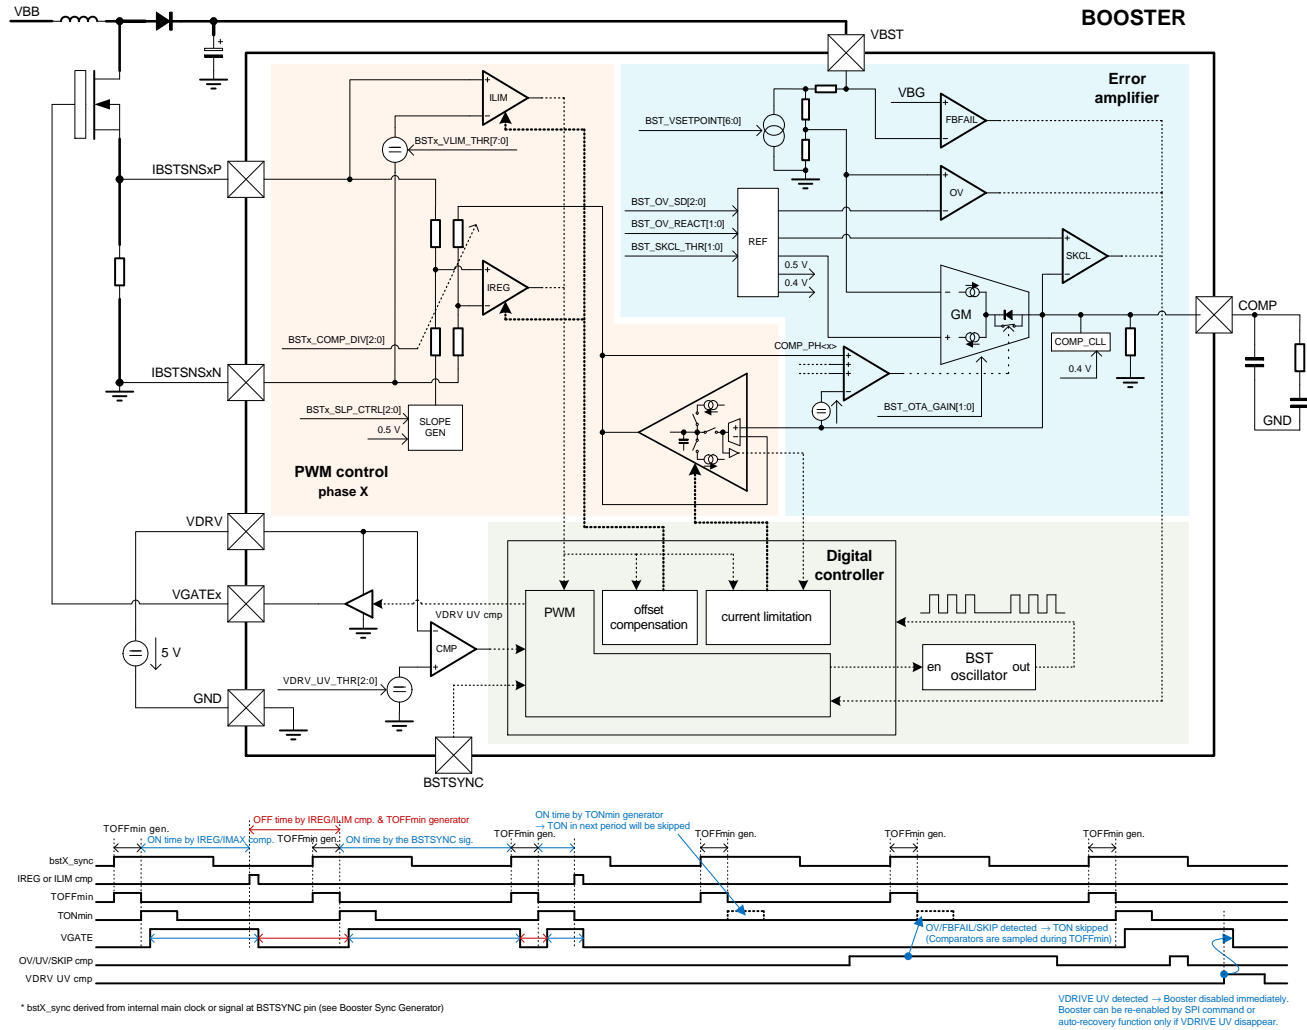 VBB
BOOSTER
VBST
ILIM
BSTx_VLIM_THR[7:0]
IBSTSNSxP
IREG
BSTx_COMP_DIV[2:0]
IBSTSNSxN
BSTx_SLP_CTRL[2:0]
0.5 V
SLOPE
GEN
PWM control
phase X
Error
amplifier
VBG
FBFAIL
BST_VSETPOINT[6:0]
OV
BST_OV_SD[2:0]
BST_OV_REACT[1:0]
BST_SKCL_THR[1:0]
REF
0.5 V
0.4 V
SKCL
GM
COMP
COMP_PH<x>
COMP_CLL
0.4 V
BST_OTA_GAIN[1:0]
GND
VDRV
VGATEx
5 V
GND
VDRV UV cmp
CMP
VDRV_UV_THR[2:0]
BSTSYNC
Digital
controller
PWM
offset
compensation
current limitation
en
BST
oscillator
out
TOFFmin gen.
ON time by IREG/IMAX comp.
OFF time by IREG/ILIM cmp. & TOFFmin generator
TOFFmin gen.
ON time by the BSTSYNC sig.
TOFFmin gen.
ON time by TONmin generator
→ TON in next period will be skipped
TOFFmin gen.
TOFFmin gen.
TOFFmin gen.
bstX_sync
IREG or ILIM cmp
TOFFmin
TONmin
VGATE
OV/UV/SKIP cmp
VDRV UV cmp
OV/FBFAIL/SKIP detected → TON skipped
(Comparators are sampled during TOFFmin)
* bstX_sync derived from internal main clock or signal at BSTSYNC pin (see Booster Sync Generator)
VDRIVE UV detected → Booster disabled immediately.
Booster can be re-enabled by SPI command or
auto-recovery function only if VDRIVE UV disappear.